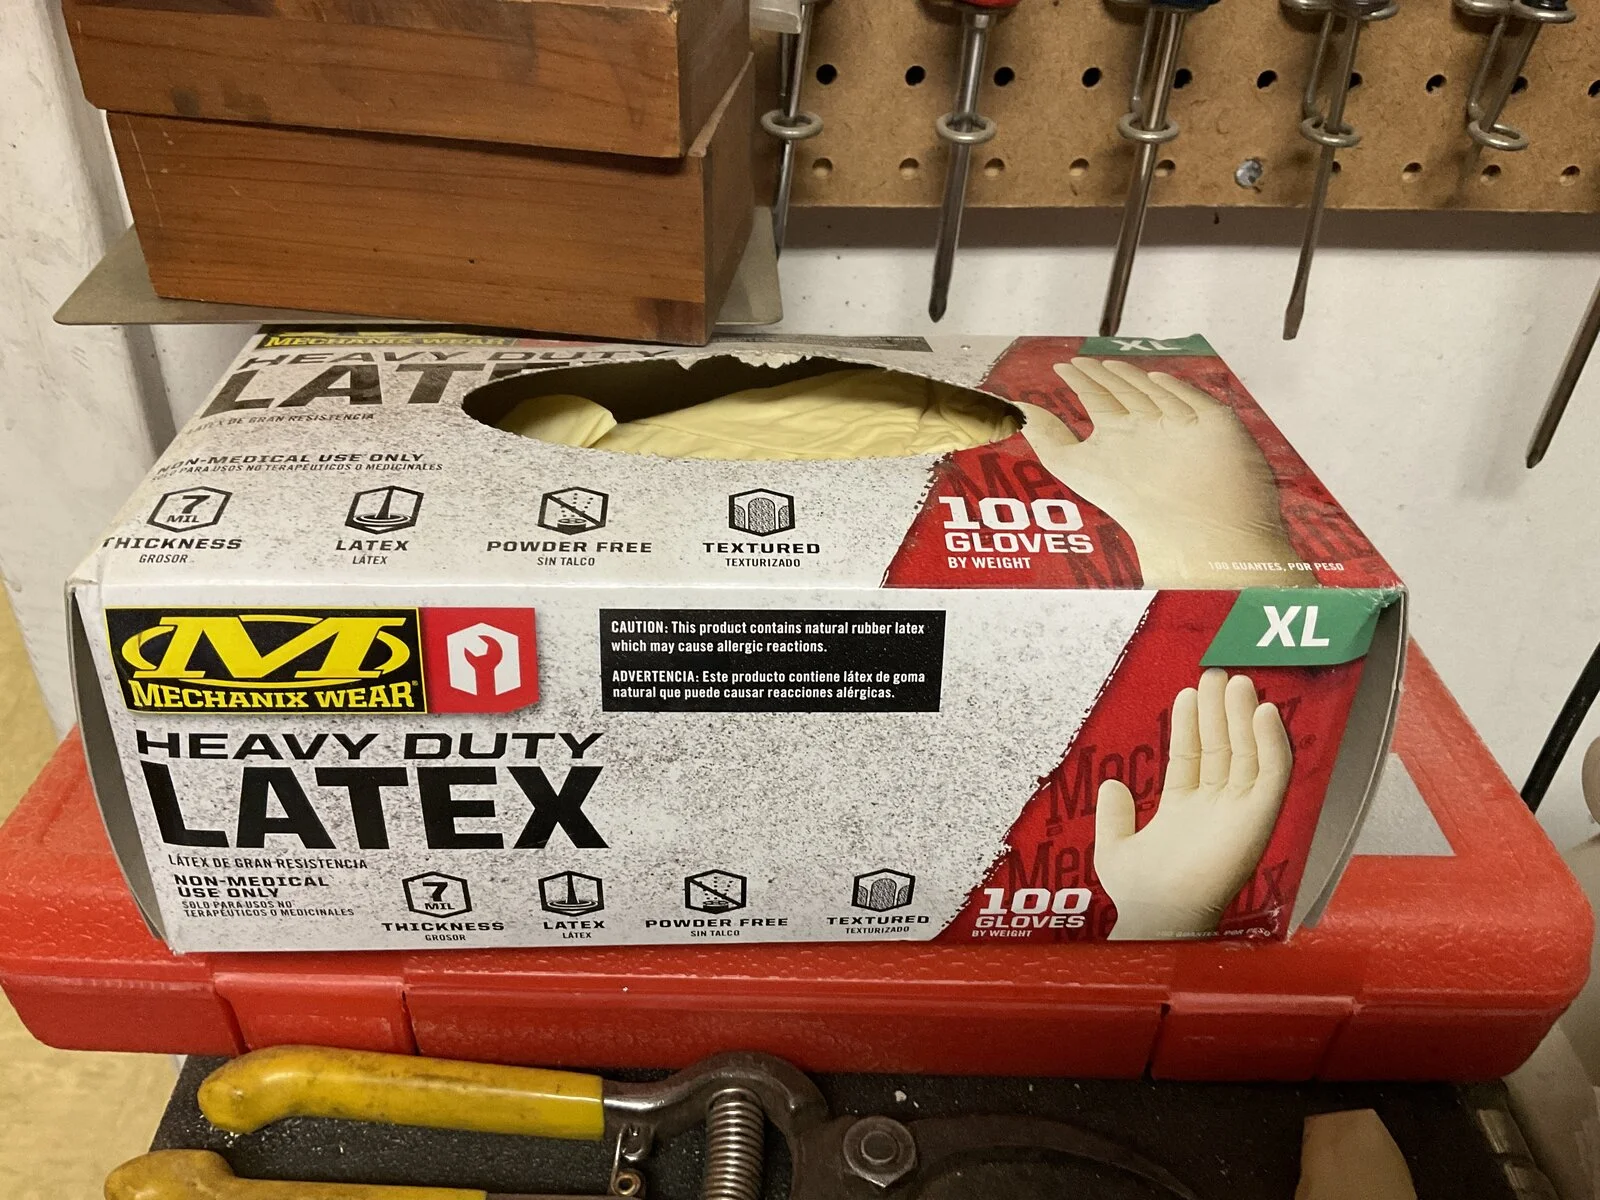 MECHANIX WEAR
HEAVY DUTY
LATE
LÁTEX DE GRAN RESISTENCIA
NON-MEDICAL USE ONLY
SOLO PARA USOS NO TERAPÉUTICOS O MEDICINALES
7
MIL
THICKNESS
GROSOR
LATEX
LÁTEX
POWDER FREE
SIN TALCO
TEXTURED
TEXTURIZADO
XL
100
GLOVES
BY WEIGHT
100 GUANTES, POR PESO
M
MECHANIX WEAR®
CAUTION: This product contains natural rubber latex
which may cause allergic reactions.
ADVERTENCIA: Este producto contiene látex de goma
natural que puede causar reacciones alérgicas.
XL
HEAVY DUTY
LATEX
LÁTEX DE GRAN RESISTENCIA
NON-MEDICAL
USE ONLY
SOLO PARA USOS NO
TERAPÉUTICOS O MEDICINALES
7
MIL
THICKNESS
GROSOR
LATEX
LÁTEX
POWDER FREE
SIN TALCO
TEXTURED
TEXTURIZADO
100
GLOVES
BY WEIGHT
100 GUANTES, POR PESO